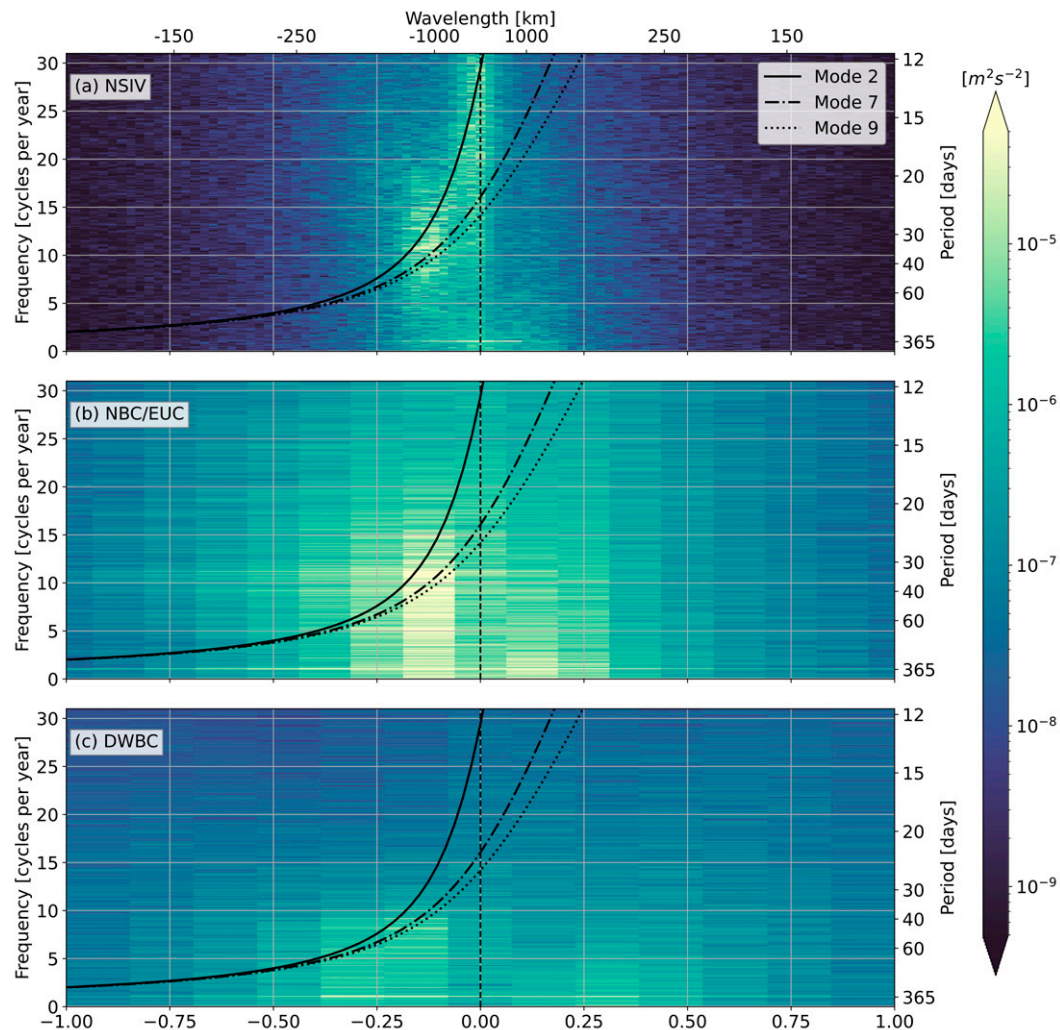 Wavelength [km]
-150 -250 -1000 1000 250 150
Frequency [cycles per year]
30
25
20
15
10
5
0
(a) NSIV
Mode 2
Mode 7
Mode 9
12
15
20
30
40
60
365
Period [days]
Frequency [cycles per year]
30
25
20
15
10
5
0
(b) NBC/EUC
12
15
20
30
40
60
365
Period [days]
Frequency [cycles per year]
30
25
20
15
10
5
0
(c) DWBC
12
15
20
30
40
60
365
Period [days]
−1.00 −0.75 −0.50 −0.25 0.00 0.25 0.50 0.75 1.00
[m²s⁻²]
10⁻⁵
10⁻⁶
10⁻⁷
10⁻⁸
10⁻⁹